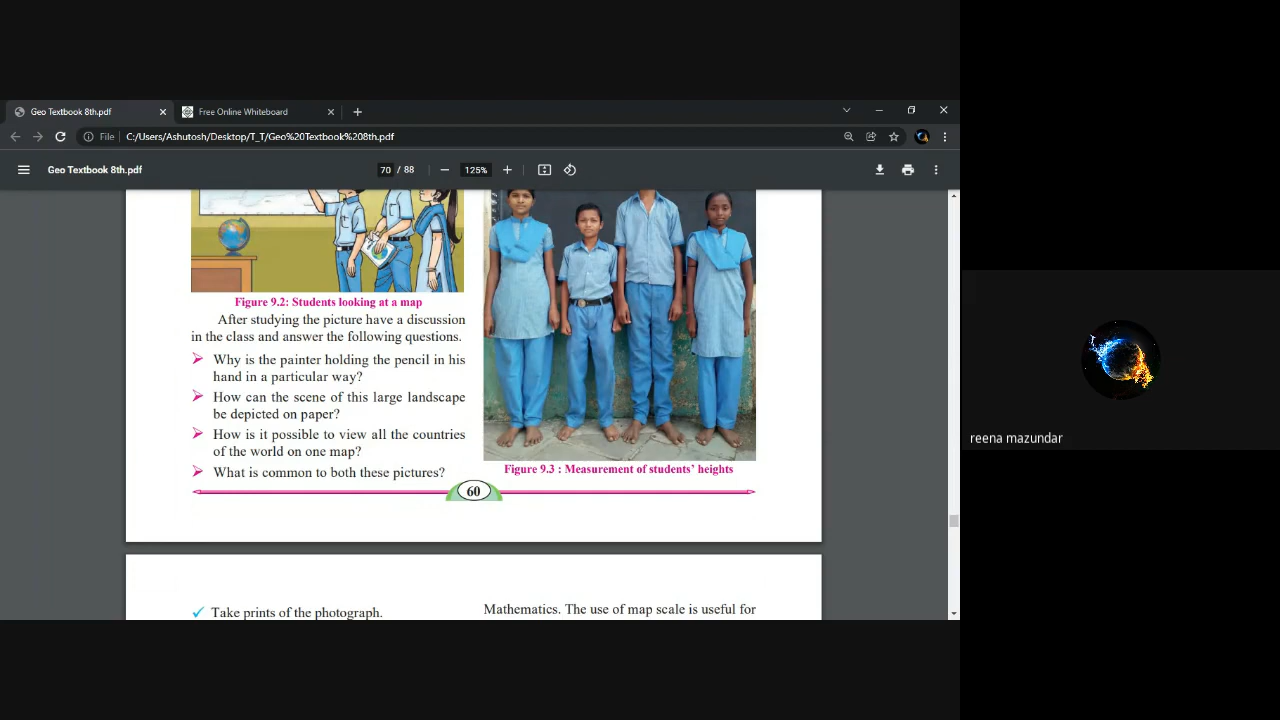 Geo Textbook 8th.pdf
Free Online Whiteboard
File
C:/Users/Ashutosh/Desktop/T_T/Geo%20Textbook%208th.pdf
Geo Textbook 8th.pdf
70 / 88
125%
Figure 9.2: Students looking at a map
After studying the picture have a discussion
in the class and answer the following questions.
Why is the painter holding the pencil in his
hand in a particular way?
How can the scene of this large landscape
be depicted on paper?
How is it possible to view all the countries
of the world on one map?
What is common to both these pictures?
Figure 9.3 : Measurement of students’ heights
60
Take prints of the photograph.
Mathematics. The use of map scale is useful for
reena mazundar